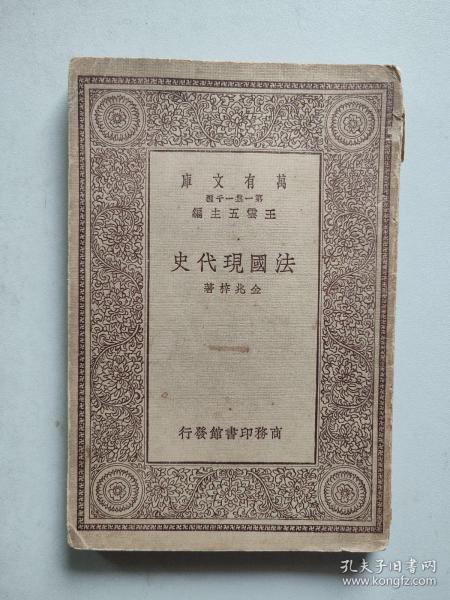 萬有文庫
第一集一千種
王雲五主編
法國現代史
金兆梓著
商務印書館發行
孔夫子旧书网
www.kongfz.com